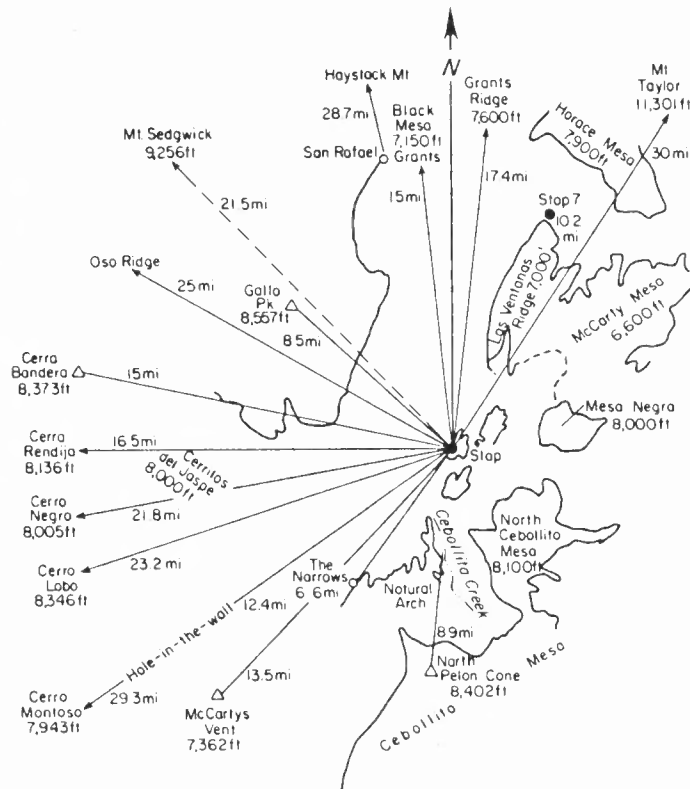 N
Haystack Mt
28.7mi
San Rafael
Black
Mesa
7,150ft
Grants
15mi
Grants
Ridge
7,600ft
17.4mi
Mt
Taylor
11,301ft
30mi
Horace Mesa
7,900ft
Mt. Sedgwick
9,256ft
21.5mi
Stop 7
10.2
mi
Oso Ridge
25mi
Gallo
Pk
8,557ft
8.5mi
Las Ventanas
Ridge 7,000'
McCarty Mesa
6,600ft
Cerra
Bandera
8,373ft
15mi
Mesa Negra
8,000ft
Cerra
Rendija
8,136ft
16.5mi
Cerritos
del Jaspe
8,000ft
Stop
Cerro
Negro
8,005ft
21.8mi
Cerro
Lobo
8,346ft
23.2mi
The
Narrows
6.6mi
Natural
Arch
Cebollita Creek
North
Cebollito
Mesa
8,100ft
Hole-in-the-wall
12.4mi
8.9mi
Cerro
Montoso
7,943ft
29.3mi
13.5mi
McCartys
Vent
7,362ft
North
Pelon Cone
8,402ft
Cebollito Mesa